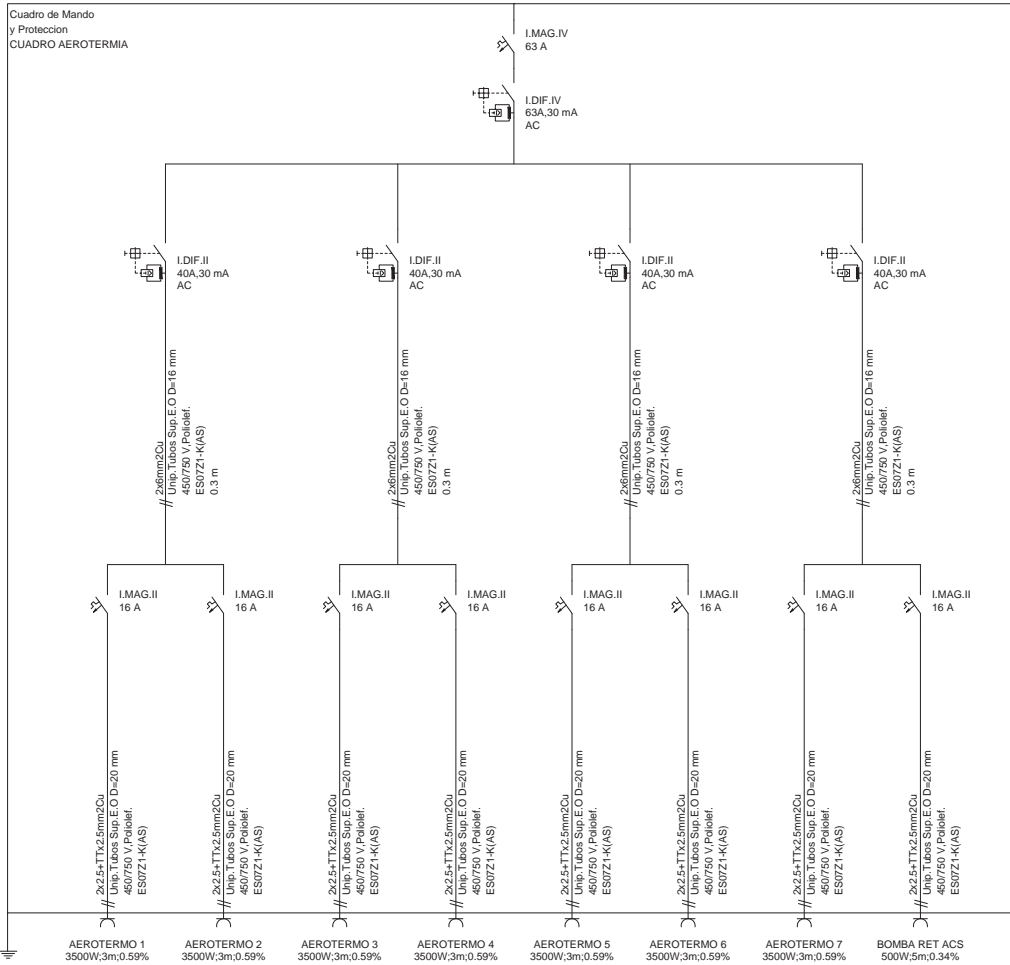 Cuadro de Mando
y Proteccion
CUADRO AEROTERMIA
I.MAG.IV
63 A
I.DIF.IV
63A,30 mA
AC
I.DIF.II
40A,30 mA
AC
I.DIF.II
40A,30 mA
AC
I.DIF.II
40A,30 mA
AC
I.DIF.II
40A,30 mA
AC
2x6mm2Cu
Unip.Tubos Sup.E.O D=16 mm
450/750 V,Poliolef.
ES07Z1-K(AS)
0.3 m
2x6mm2Cu
Unip.Tubos Sup.E.O D=16 mm
450/750 V,Poliolef.
ES07Z1-K(AS)
0.3 m
2x6mm2Cu
Unip.Tubos Sup.E.O D=16 mm
450/750 V,Poliolef.
ES07Z1-K(AS)
0.3 m
2x6mm2Cu
Unip.Tubos Sup.E.O D=16 mm
450/750 V,Poliolef.
ES07Z1-K(AS)
0.3 m
I.MAG.II
16 A
I.MAG.II
16 A
I.MAG.II
16 A
I.MAG.II
16 A
I.MAG.II
16 A
I.MAG.II
16 A
I.MAG.II
16 A
I.MAG.II
16 A
2x2.5+TTx2.5mm2Cu
Unip.Tubos Sup.E.O D=20 mm
450/750 V,Poliolef.
ES07Z1-K(AS)
2x2.5+TTx2.5mm2Cu
Unip.Tubos Sup.E.O D=20 mm
450/750 V,Poliolef.
ES07Z1-K(AS)
2x2.5+TTx2.5mm2Cu
Unip.Tubos Sup.E.O D=20 mm
450/750 V,Poliolef.
ES07Z1-K(AS)
2x2.5+TTx2.5mm2Cu
Unip.Tubos Sup.E.O D=20 mm
450/750 V,Poliolef.
ES07Z1-K(AS)
2x2.5+TTx2.5mm2Cu
Unip.Tubos Sup.E.O D=20 mm
450/750 V,Poliolef.
ES07Z1-K(AS)
2x2.5+TTx2.5mm2Cu
Unip.Tubos Sup.E.O D=20 mm
450/750 V,Poliolef.
ES07Z1-K(AS)
2x2.5+TTx2.5mm2Cu
Unip.Tubos Sup.E.O D=20 mm
450/750 V,Poliolef.
ES07Z1-K(AS)
2x2.5+TTx2.5mm2Cu
Unip.Tubos Sup.E.O D=20 mm
450/750 V,Poliolef.
ES07Z1-K(AS)
AEROTERMO 1
3500W;3m;0.59%
AEROTERMO 2
3500W;3m;0.59%
AEROTERMO 3
3500W;3m;0.59%
AEROTERMO 4
3500W;3m;0.59%
AEROTERMO 5
3500W;3m;0.59%
AEROTERMO 6
3500W;3m;0.59%
AEROTERMO 7
3500W;3m;0.59%
BOMBA RET ACS
500W;5m;0.34%